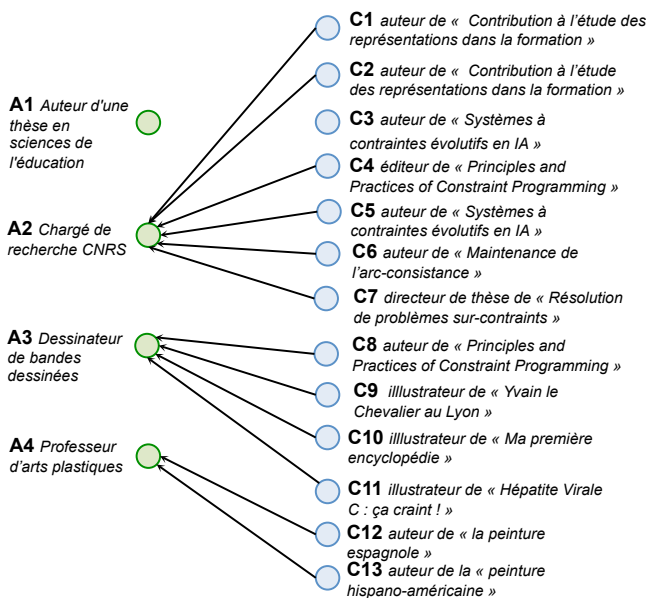 A1 Auteur d'une
thèse en
sciences de
l'éducation
A2 Chargé de
recherche CNRS
A3 Dessinateur
de bandes
dessinées
A4 Professeur
d'arts plastiques
C1 auteur de « Contribution à l'étude des
représentations dans la formation »
C2 auteur de « Contribution à l'étude
des représentations dans la formation »
C3 auteur de « Systèmes à
contraintes évolutifs en IA »
C4 éditeur de « Principles and
Practices of Constraint Programming »
C5 auteur de « Systèmes à
contraintes évolutifs en IA »
C6 auteur de « Maintenance de
l'arc-consistance »
C7 directeur de thèse de « Résolution
de problèmes sur-contraints »
C8 auteur de « Principles and
Practices of Constraint Programming »
C9 illlustrateur de « Yvain le
Chevalier au Lyon »
C10 illlustrateur de « Ma première
encyclopédie »
C11 illustrateur de « Hépatite Virale
C : ça craint ! »
C12 auteur de « la peinture
espagnole »
C13 auteur de la « peinture
hispano-américaine »